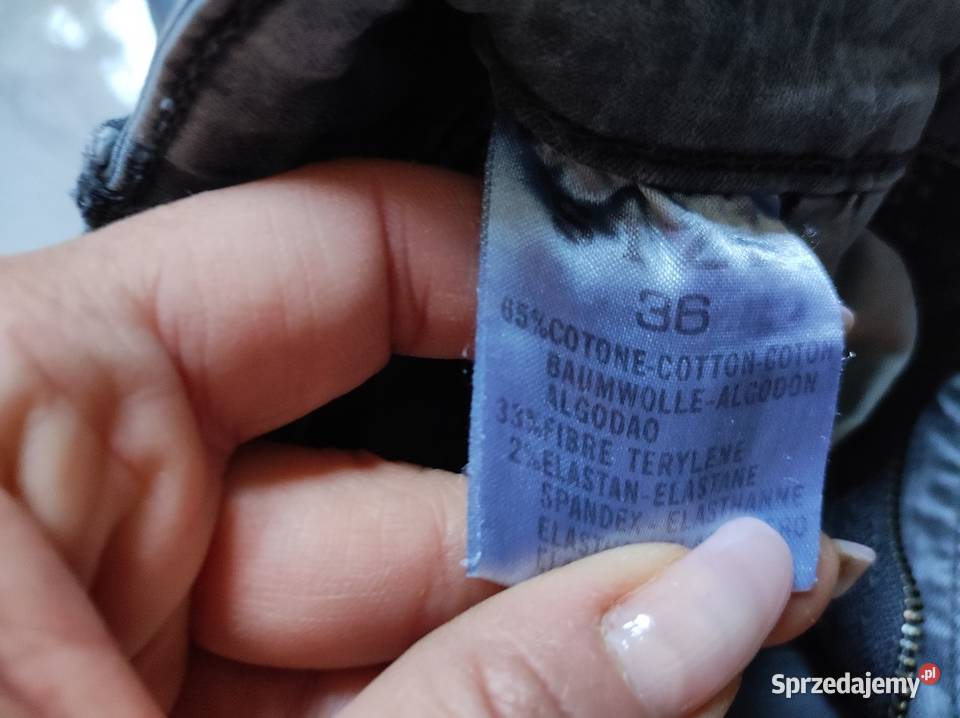 36
65%COTONE-COTTON-COTON
BAUMWOLLE-ALGODON
ALGODAO
33%FIBRE TERYLENE
2%ELASTAN-ELASTANE
SPANDEX-ELASTHANNE
Sprzedajemy.pl